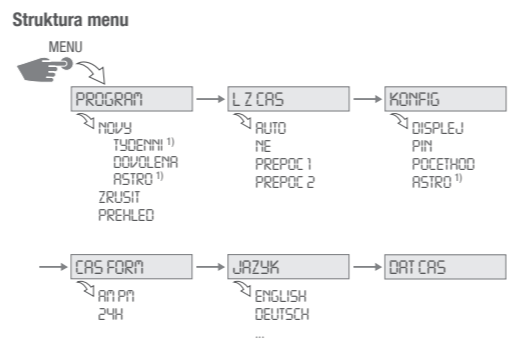 Struktura menu
MENU
PROGRAM
NOVY
TYDENNI 1)
DOVOLENA
ASTRO 1)
ZRUSIT
PREHLED
L Z CAS
AUTO
NE
PREPOC 1
PREPOC 2
KONFIG
DISPLEJ
PIN
POCETHOD
ASTRO 1)
CAS FORM
AM PM
24H
JAZYK
ENGLISH
DEUTSCH
...
DAT CAS